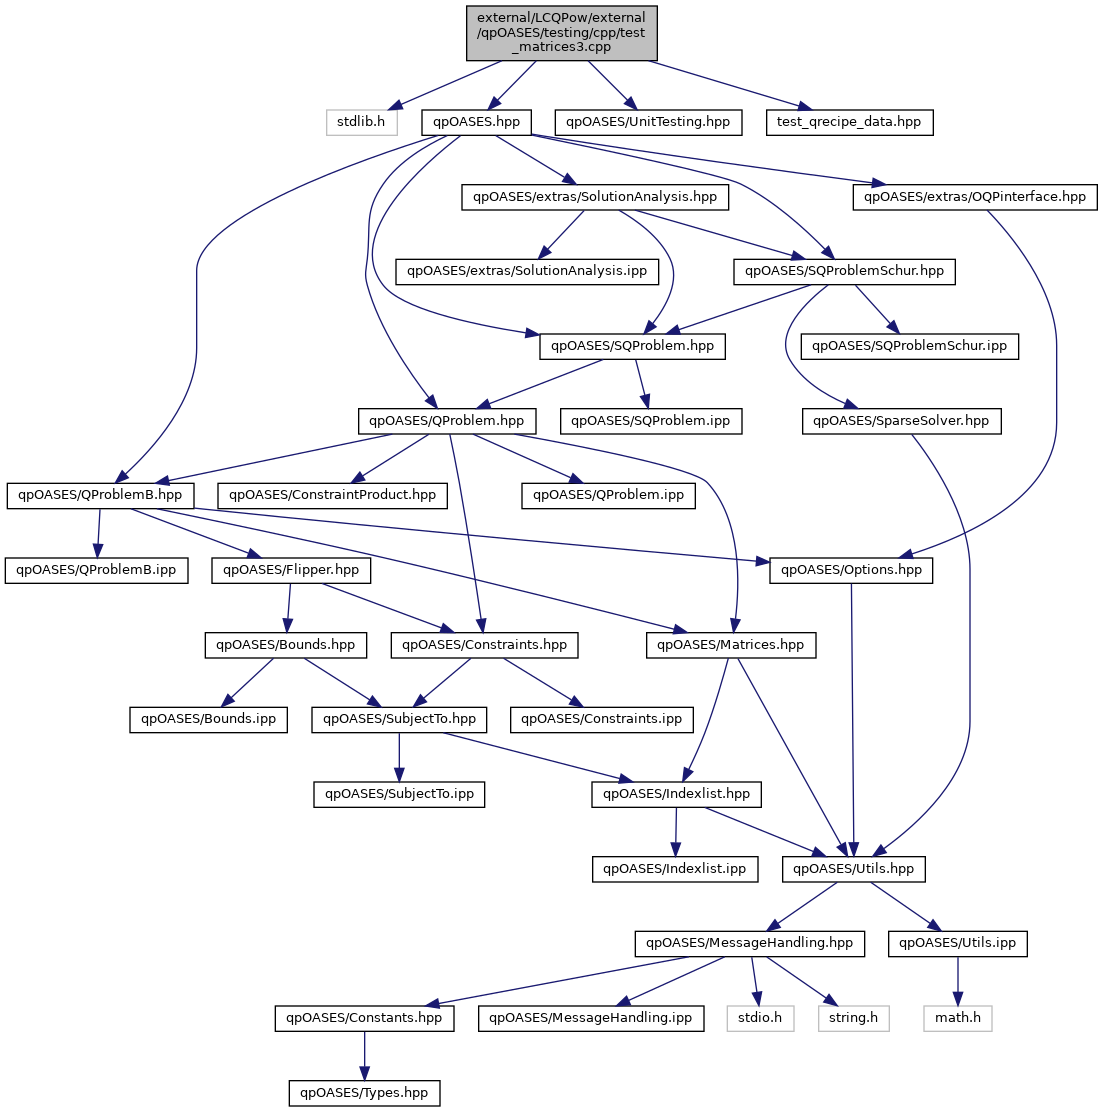 external/LCQPow/external
/qpOASES/testing/cpp/test
_matrices3.cpp
stdlib.h
qpOASES.hpp
qpOASES/UnitTesting.hpp
test_qrecipe_data.hpp
qpOASES/extras/SolutionAnalysis.hpp
qpOASES/extras/OQPinterface.hpp
qpOASES/extras/SolutionAnalysis.ipp
qpOASES/SQProblemSchur.hpp
qpOASES/SQProblem.hpp
qpOASES/SQProblemSchur.ipp
qpOASES/QProblem.hpp
qpOASES/SQProblem.ipp
qpOASES/SparseSolver.hpp
qpOASES/QProblemB.hpp
qpOASES/ConstraintProduct.hpp
qpOASES/QProblem.ipp
qpOASES/QProblemB.ipp
qpOASES/Flipper.hpp
qpOASES/Options.hpp
qpOASES/Bounds.hpp
qpOASES/Constraints.hpp
qpOASES/Matrices.hpp
qpOASES/Bounds.ipp
qpOASES/SubjectTo.hpp
qpOASES/Constraints.ipp
qpOASES/SubjectTo.ipp
qpOASES/Indexlist.hpp
qpOASES/Indexlist.ipp
qpOASES/Utils.hpp
qpOASES/MessageHandling.hpp
qpOASES/Utils.ipp
qpOASES/Constants.hpp
qpOASES/MessageHandling.ipp
stdio.h
string.h
math.h
qpOASES/Types.hpp